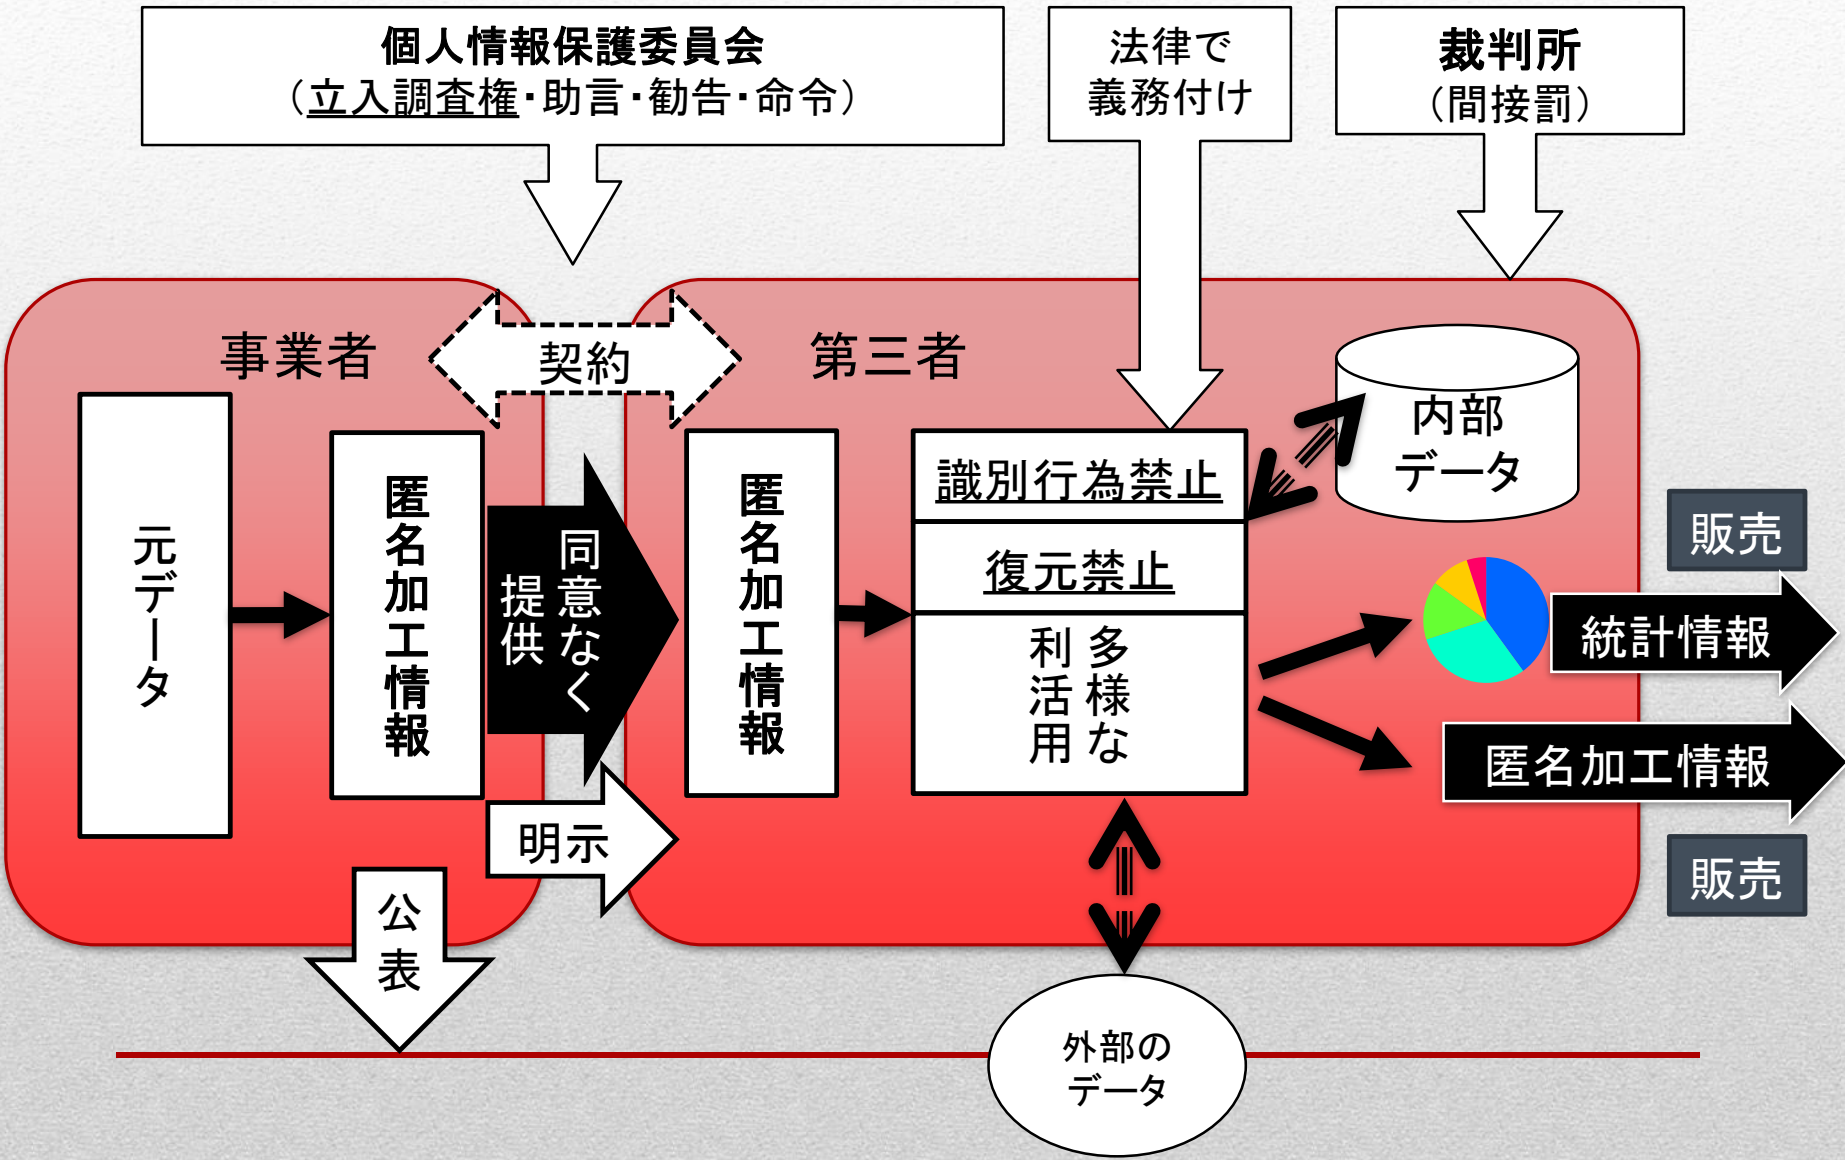 個人情報保護委員会
（立入調査権・助言・勧告・命令）
法律で
義務付け
裁判所
（間接罰）
事業者
契約
第三者
元データ
匿名加工情報
同意なく
提供
明示
公表
匿名加工情報
識別行為禁止
復元禁止
多様な
利活用
内部
データ
販売
統計情報
匿名加工情報
販売
外部の
データ